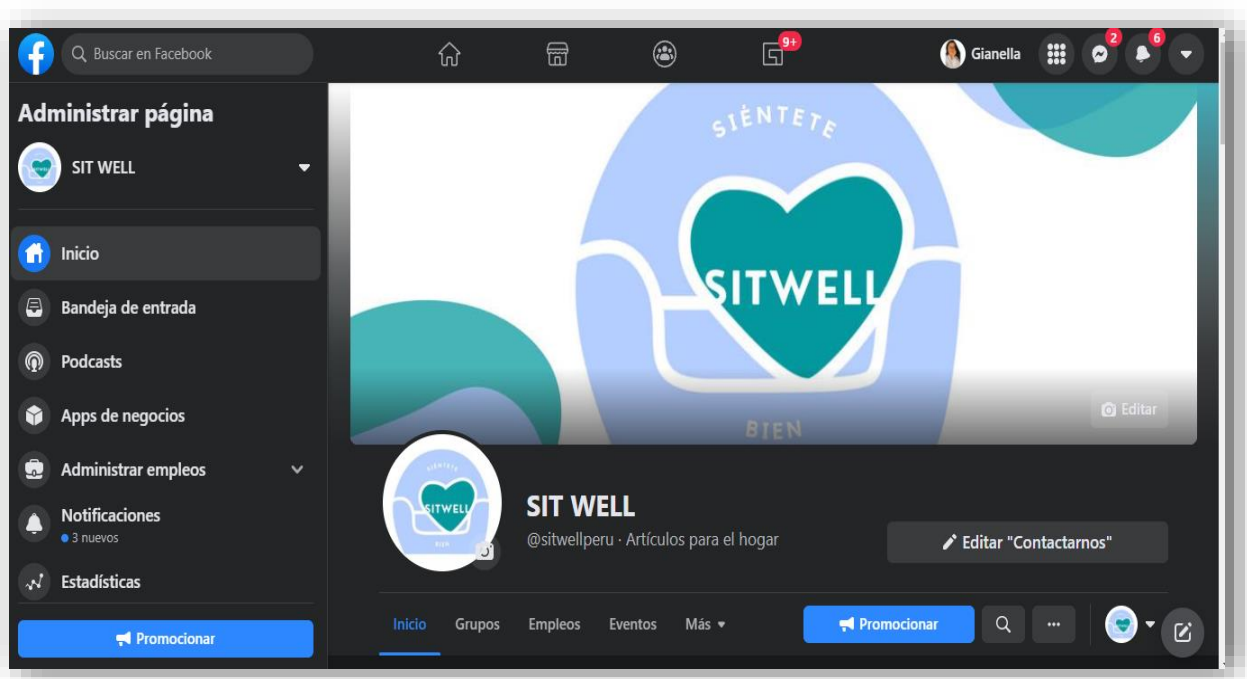 Buscar en Facebook
9+
Gianella
2
6
Administrar página
SIT WELL
Inicio
Bandeja de entrada
Podcasts
Apps de negocios
Administrar empleos
Notificaciones
3 nuevos
Estadísticas
Promocionar
SIÉNTETE
SITWELL
BIEN
Editar
SIÉNTETE
SITWELL
BIEN
SIT WELL
@sitwellperu · Artículos para el hogar
Editar "Contactarnos"
Inicio Grupos Empleos Eventos Más
Promocionar